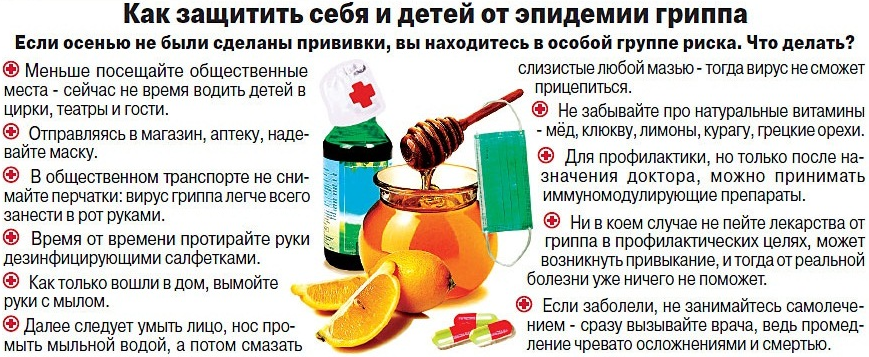 Как защитить себя и детей от эпидемии гриппа
Если осенью не были сделаны прививки, вы находитесь в особой группе риска. Что делать?
Меньше посещайте общественные
места - сейчас не время водить детей в
цирки, театры и гости.
Отправляясь в магазин, аптеку, наде-
вайте маску.
В общественном транспорте не сни-
майте перчатки: вирус гриппа легче всего
занести в рот руками.
Время от времени протирайте руки
дезинфицирующими салфетками.
Как только вошли в дом, вымойте
руки с мылом.
Далее следует умыть лицо, нос про-
мыть мыльной водой, а потом смазать
слизистые любой мазью - тогда вирус не сможет
прицепиться.
Не забывайте про натуральные витамины
- мёд, клюкву, лимоны, курагу, грецкие орехи.
Для профилактики, но только после на-
значения доктора, можно принимать
иммуномодулирующие препараты.
Ни в коем случае не пейте лекарства от
гриппа в профилактических целях, может
возникнуть привыкание, и тогда от реальной
болезни уже ничего не поможет.
Если заболели, не занимайтесь самолече-
нием - сразу вызывайте врача, ведь промед-
ление чревато осложнениями и смертью.